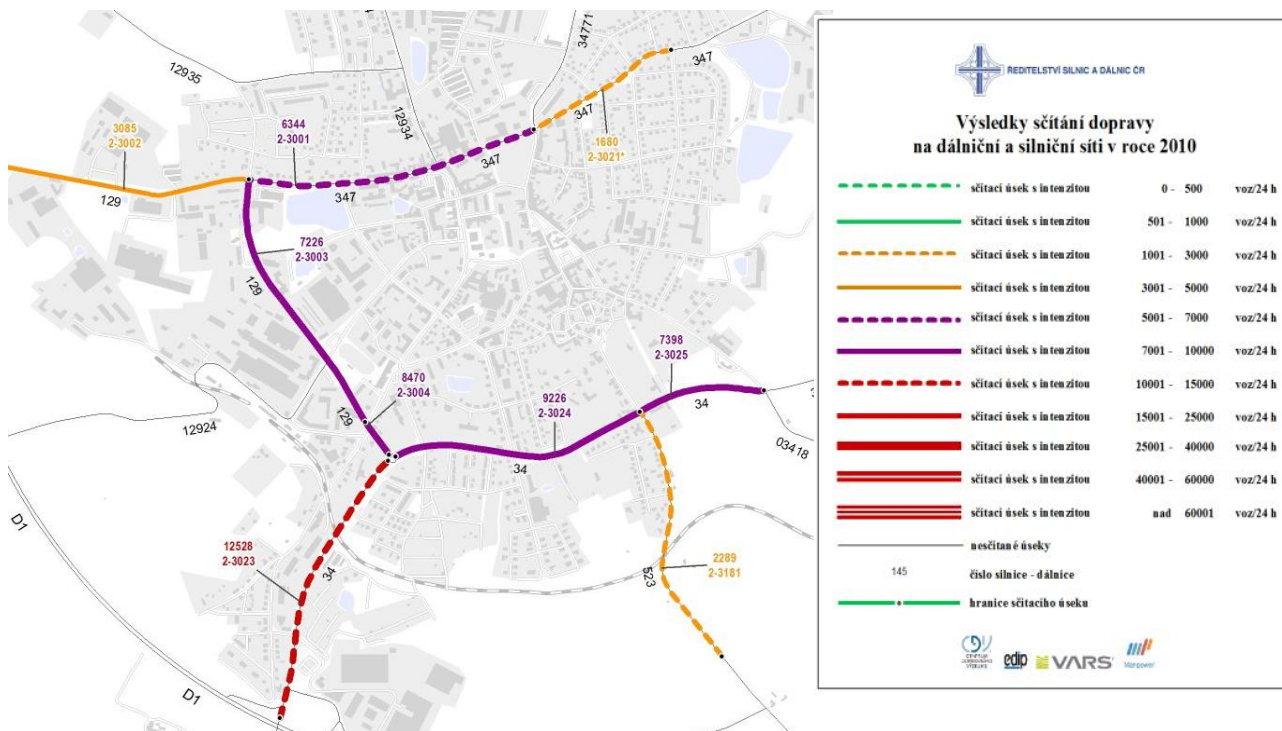 12935
34771
347
12934
347
1680
2-3021*
3085
2-3002
6344
2-3001
347
347
129
7226
2-3003
129
7398
2-3025
8470
2-3004
9226
2-3024
34
129
12924
34
03418
D1
12528
2-3023
34
2289
2-3181
523
D1
ŘEDITELSTVÍ SILNIC A DÁLNIC ČR
Výsledky sčítání dopravy
na dálniční a silniční síti v roce 2010
sčítací úsek s intenzitou 0 - 500 voz/24 h
sčítací úsek s intenzitou 501 - 1000 voz/24 h
sčítací úsek s intenzitou 1001 - 3000 voz/24 h
sčítací úsek s intenzitou 3001 - 5000 voz/24 h
sčítací úsek s intenzitou 5001 - 7000 voz/24 h
sčítací úsek s intenzitou 7001 - 10000 voz/24 h
sčítací úsek s intenzitou 10001 - 15000 voz/24 h
sčítací úsek s intenzitou 15001 - 25000 voz/24 h
sčítací úsek s intenzitou 25001 - 40000 voz/24 h
sčítací úsek s intenzitou 40001 - 60000 voz/24 h
sčítací úsek s intenzitou nad 60001 voz/24 h
nesčítané úseky
145 číslo silnice - dálnice
hranice sčítacího úseku
CDV
CENTRUM
DOPRAVNÍHO
VÝZKUMU
edip
VARS
Manpower